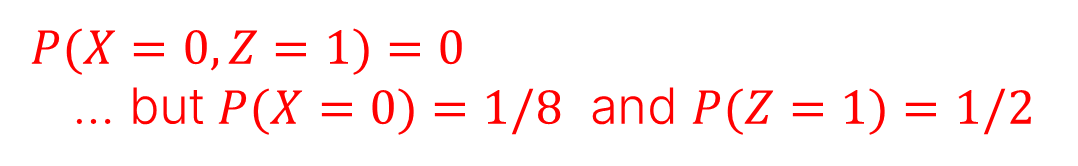 P(X = 0, Z = 1) = 0
... but P(X = 0) = 1/8 and P(Z = 1) = 1/2